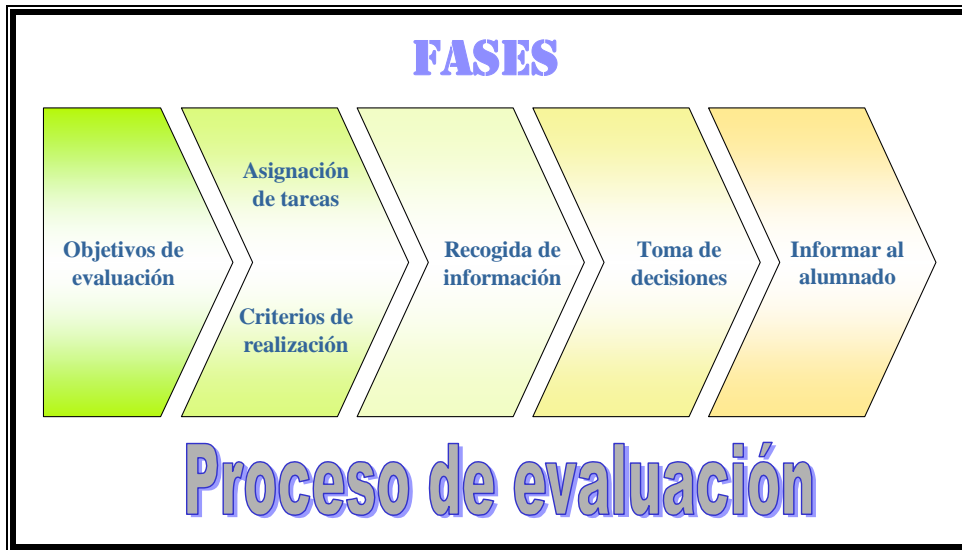 FASES
Objetivos de
evaluación
Asignación
de tareas
Criterios de
realización
Recogida de
información
Toma de
decisiones
Informar al
alumnado
Proceso de evaluación